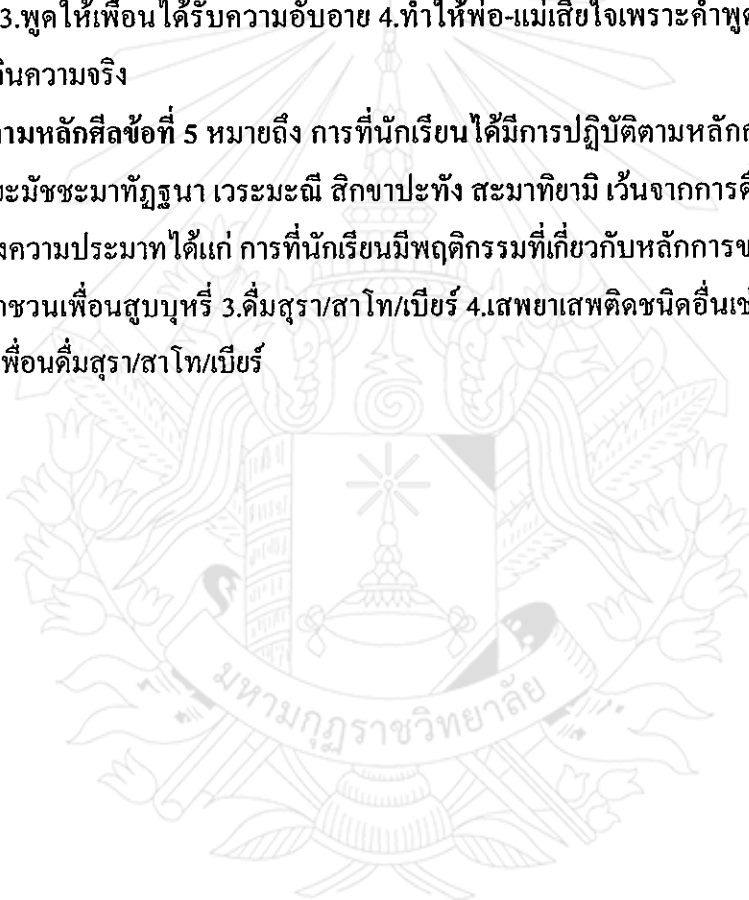 3.พูดให้เพื่อนได้รับความอับอาย 4.ทำให้พ่อ-แม่เสียใจเพราะคำพูด
กินความจริง
ตามหลักศีลข้อที่ 5 หมายถึง การที่นักเรียนได้มีการปฏิบัติตามหลัก
ยะมัชชะมาทัฏฐนา เวระมะณี สิกขาปะทัง สะมาทิยามิ เว้นจากการ
งความประมาทได้แก่ การที่นักเรียนมีพฤติกรรมที่เกี่ยวกับหลักการ
ชวนเพื่อนสูบบุหรี่ 3.ดื่มสุรา/สาโท/เบียร์ 4.เสพยาเสพติดชนิดอื่น
เพื่อนดื่มสุรา/สาโท/เบียร์
มหามกุฏราชวิทยาลัย